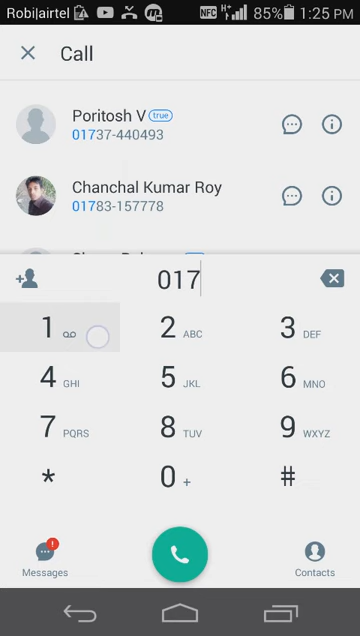 Robi|airtel NFC H+ 85% 1:25 PM
Call
Poritosh V true
01737-440493
Chanchal Kumar Roy
01783-157778
017
1 2 ABC 3 DEF
4 GHI 5 JKL 6 MNO
7 PQRS 8 TUV 9 WXYZ
* 0 + #
!
Messages Contacts